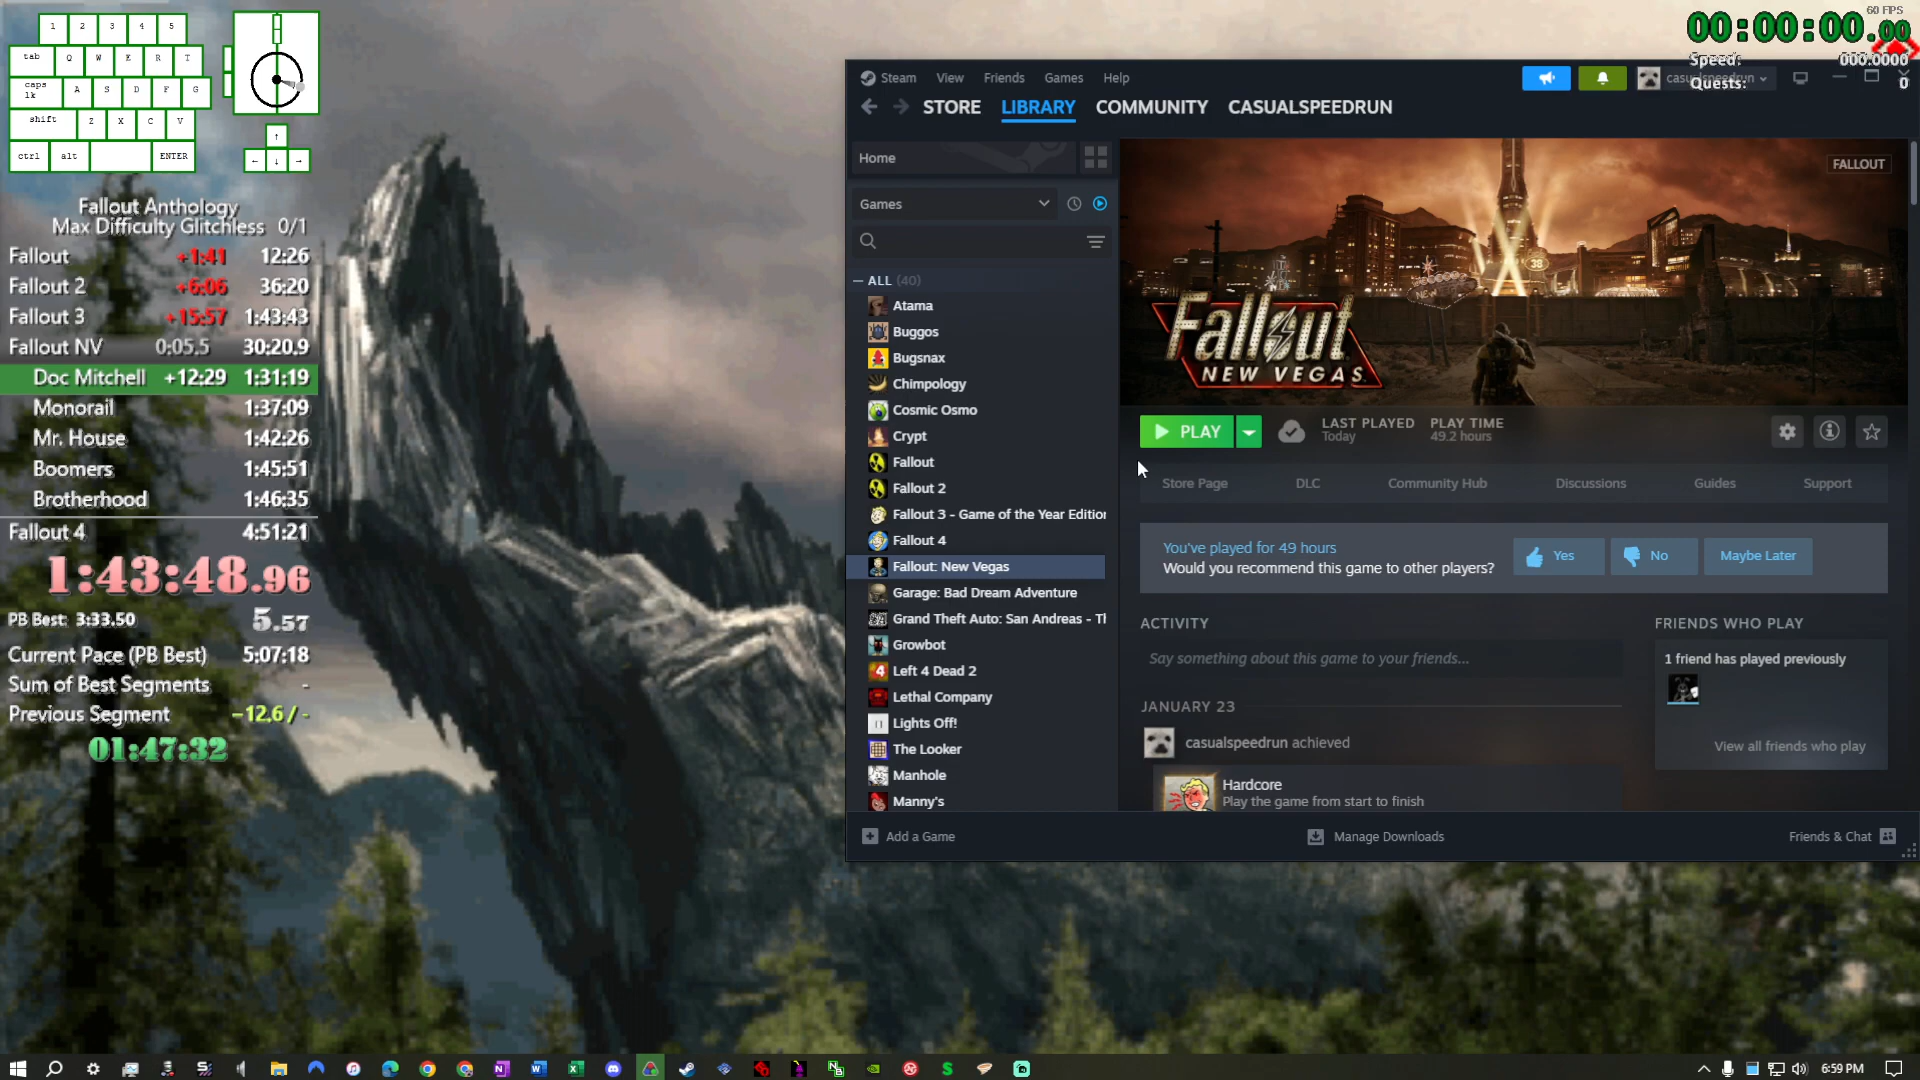 1 2 3 4 5
tab Q W E R T
caps lk A S D F G
shift Z X C V
ctrl alt ENTER
↑
← ↓ →
Fallout Anthology
Max Difficulty Glitchless 0/1
Fallout +1:41 12:26
Fallout 2 +6:06 36:20
Fallout 3 +15:57 1:43:43
Fallout NV 0:05.5 30:20.9
Doc Mitchell +12:29 1:31:19
Monorail 1:37:09
Mr. House 1:42:26
Boomers 1:45:51
Brotherhood 1:46:35
Fallout 4 4:51:21
1:43:48.96
PB Best: 3:33.50 5.57
Current Pace (PB Best) 5:07:18
Sum of Best Segments -
Previous Segment -12.6 / -
01:47:32
60 FPS
00:00:00.00
Speed: 000.0000
Quests: 0
Steam View Friends Games Help
casualspeedrun
STORE LIBRARY COMMUNITY CASUALSPEEDRUN
Home
Games
ALL (40)
Atama
Buggos
Bugsnax
Chimpology
Cosmic Osmo
Crypt
Fallout
Fallout 2
Fallout 3 - Game of the Year Edition
Fallout 4
Fallout: New Vegas
Garage: Bad Dream Adventure
Grand Theft Auto: San Andreas - Th
Growbot
Left 4 Dead 2
Lethal Company
Lights Off!
The Looker
Manhole
Manny's
FALLOUT
38
WELCOME
NEW
Fallout
NEW VEGAS
PLAY
LAST PLAYED
Today
PLAY TIME
49.2 hours
Store Page DLC Community Hub Discussions Guides Support
You've played for 49 hours
Would you recommend this game to other players?
Yes No Maybe Later
ACTIVITY
Say something about this game to your friends...
JANUARY 23
casualspeedrun achieved
Hardcore
Play the game from start to finish
FRIENDS WHO PLAY
1 friend has played previously
View all friends who play
Add a Game
Manage Downloads
Friends & Chat
6:59 PM